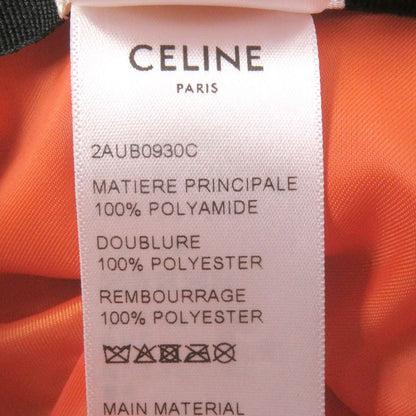 CELINE
PARIS
2AUB0930C
MATIERE PRINCIPALE
100% POLYAMIDE
DOUBLURE
100% POLYESTER
REMBOURRAGE
100% POLYESTER
MAIN MATERIAL